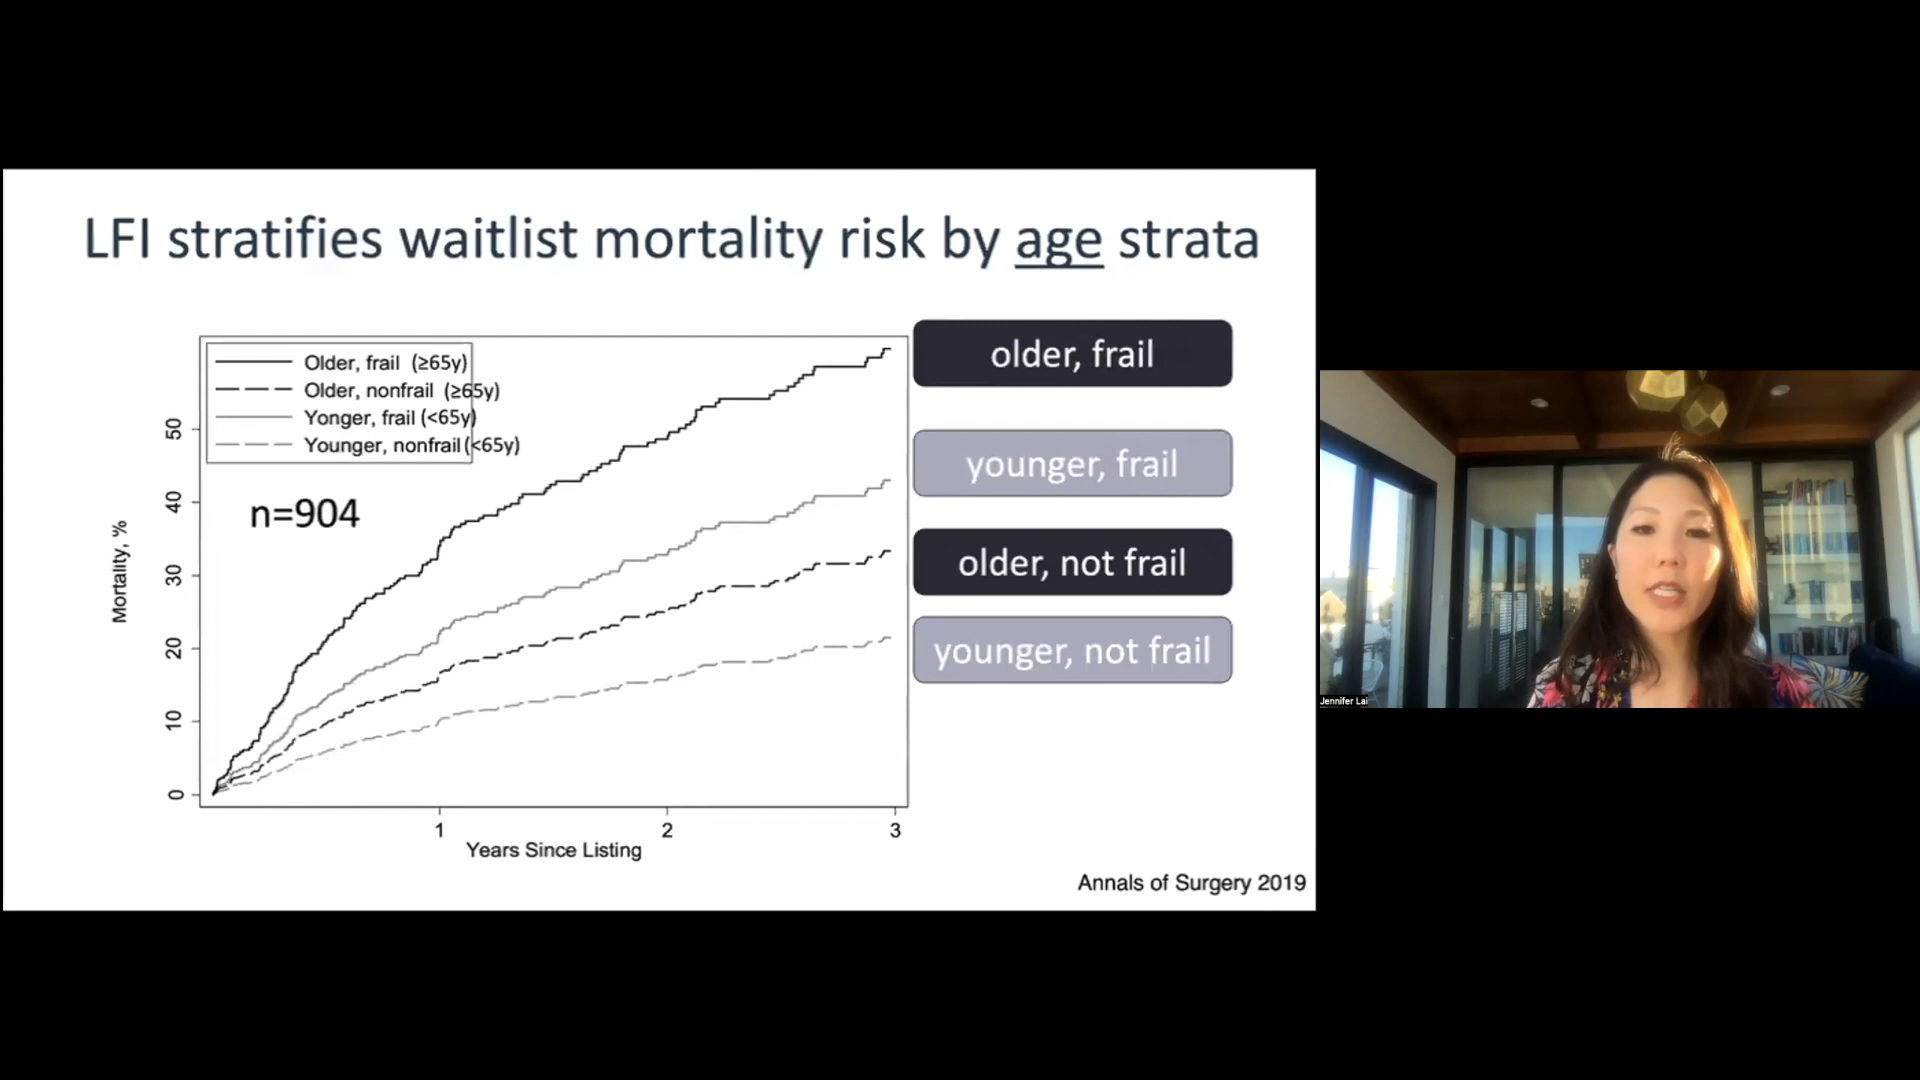 LFI stratifies waitlist mortality risk by age strata
Older, frail (≥65y)
Older, nonfrail (≥65y)
Yonger, frail (<65y)
Younger, nonfrail (<65y)
n=904
Mortality, %
50
40
30
20
10
0
1 2 3
Years Since Listing
older, frail
younger, frail
older, not frail
younger, not frail
Annals of Surgery 2019
Jennifer Lai